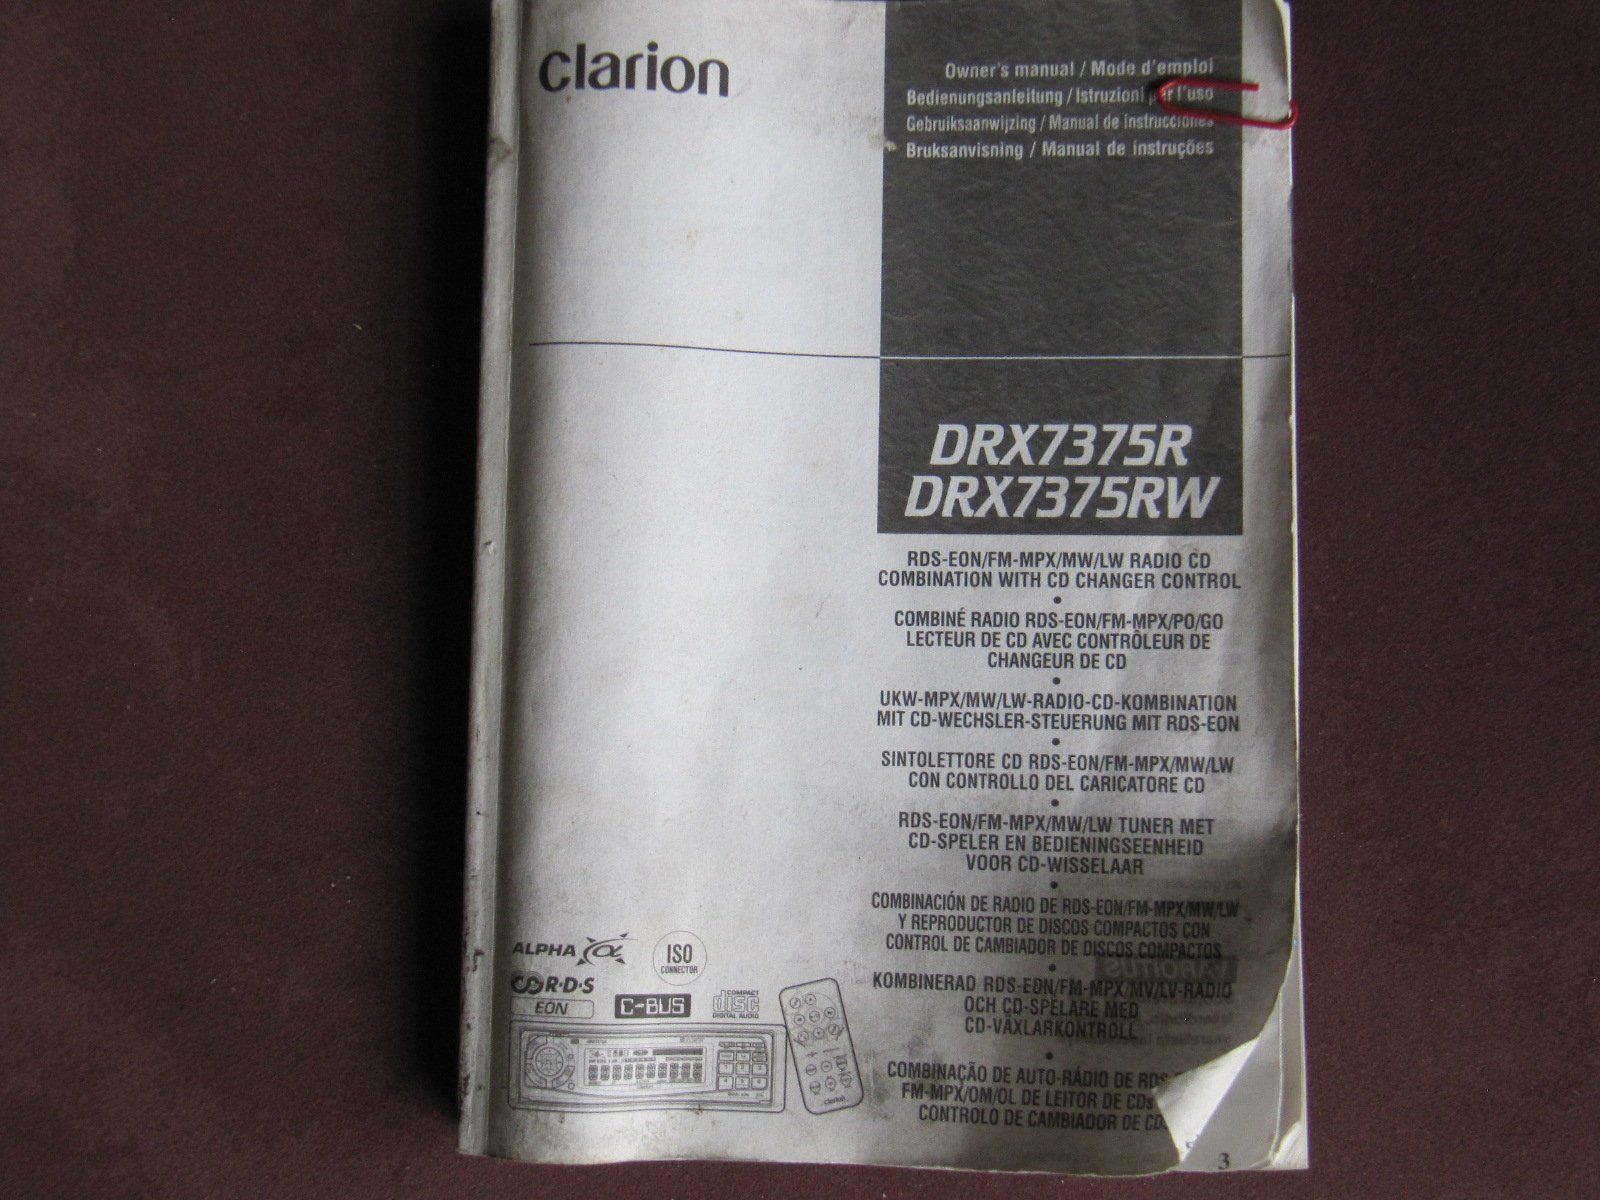 clarion
Owner's manual / Mode d'emploi
Bedienungsanleitung / Istruzioni per l'uso
Gebruiksaanwijzing / Manual de instrucciones
Bruksanvisning / Manual de instruções
DRX7375R
DRX7375RW
RDS-EON/FM-MPX/MW/LW RADIO CD
COMBINATION WITH CD CHANGER CONTROL
•
COMBINÉ RADIO RDS-EON/FM-MPX/PO/GO
LECTEUR DE CD AVEC CONTRÔLEUR DE
CHANGEUR DE CD
•
UKW-MPX/MW/LW-RADIO-CD-KOMBINATION
MIT CD-WECHSLER-STEUERUNG MIT RDS-EON
•
SINTOLETTORE CD RDS-EON/FM-MPX/MW/LW
CON CONTROLLO DEL CARICATORE CD
•
RDS-EON/FM-MPX/MW/LW TUNER MET
CD-SPELER EN BEDIENINGSEENHEID
VOOR CD-WISSELAAR
•
COMBINACIÓN DE RADIO DE RDS-EON/FM-MPX/MW/LW
Y REPRODUCTOR DE DISCOS COMPACTOS CON
CONTROL DE CAMBIADOR DE DISCOS COMPACTOS
•
KOMBINERAD RDS-EON/FM-MPX/MV/LV-RADIO
OCH CD-SPELARE MED
CD-VÄXLARKONTROLL
•
COMBINAÇÃO DE AUTO-RÁDIO DE RDS
FM-MPX/OM/OL DE LEITOR DE CDs
CONTROLO DE CAMBIADOR DE CDs
ALPHA
ISO
CONNECTOR
R·D·S
EON
C-BUS
COMPACT
disc
DIGITAL AUDIO
clarion
VAROITUS
3